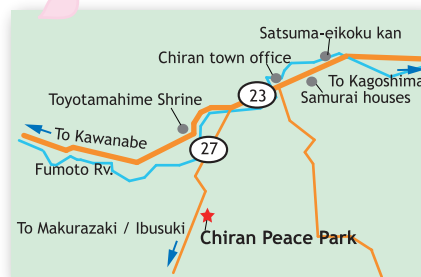 Satsuma-eikoku kan
Chiran town office
To Kagoshima
Samurai houses
23
Toyotamahime Shrine
To Kawanabe
27
Fumoto Rv.
To Makurazaki / Ibusuki
Chiran Peace Park